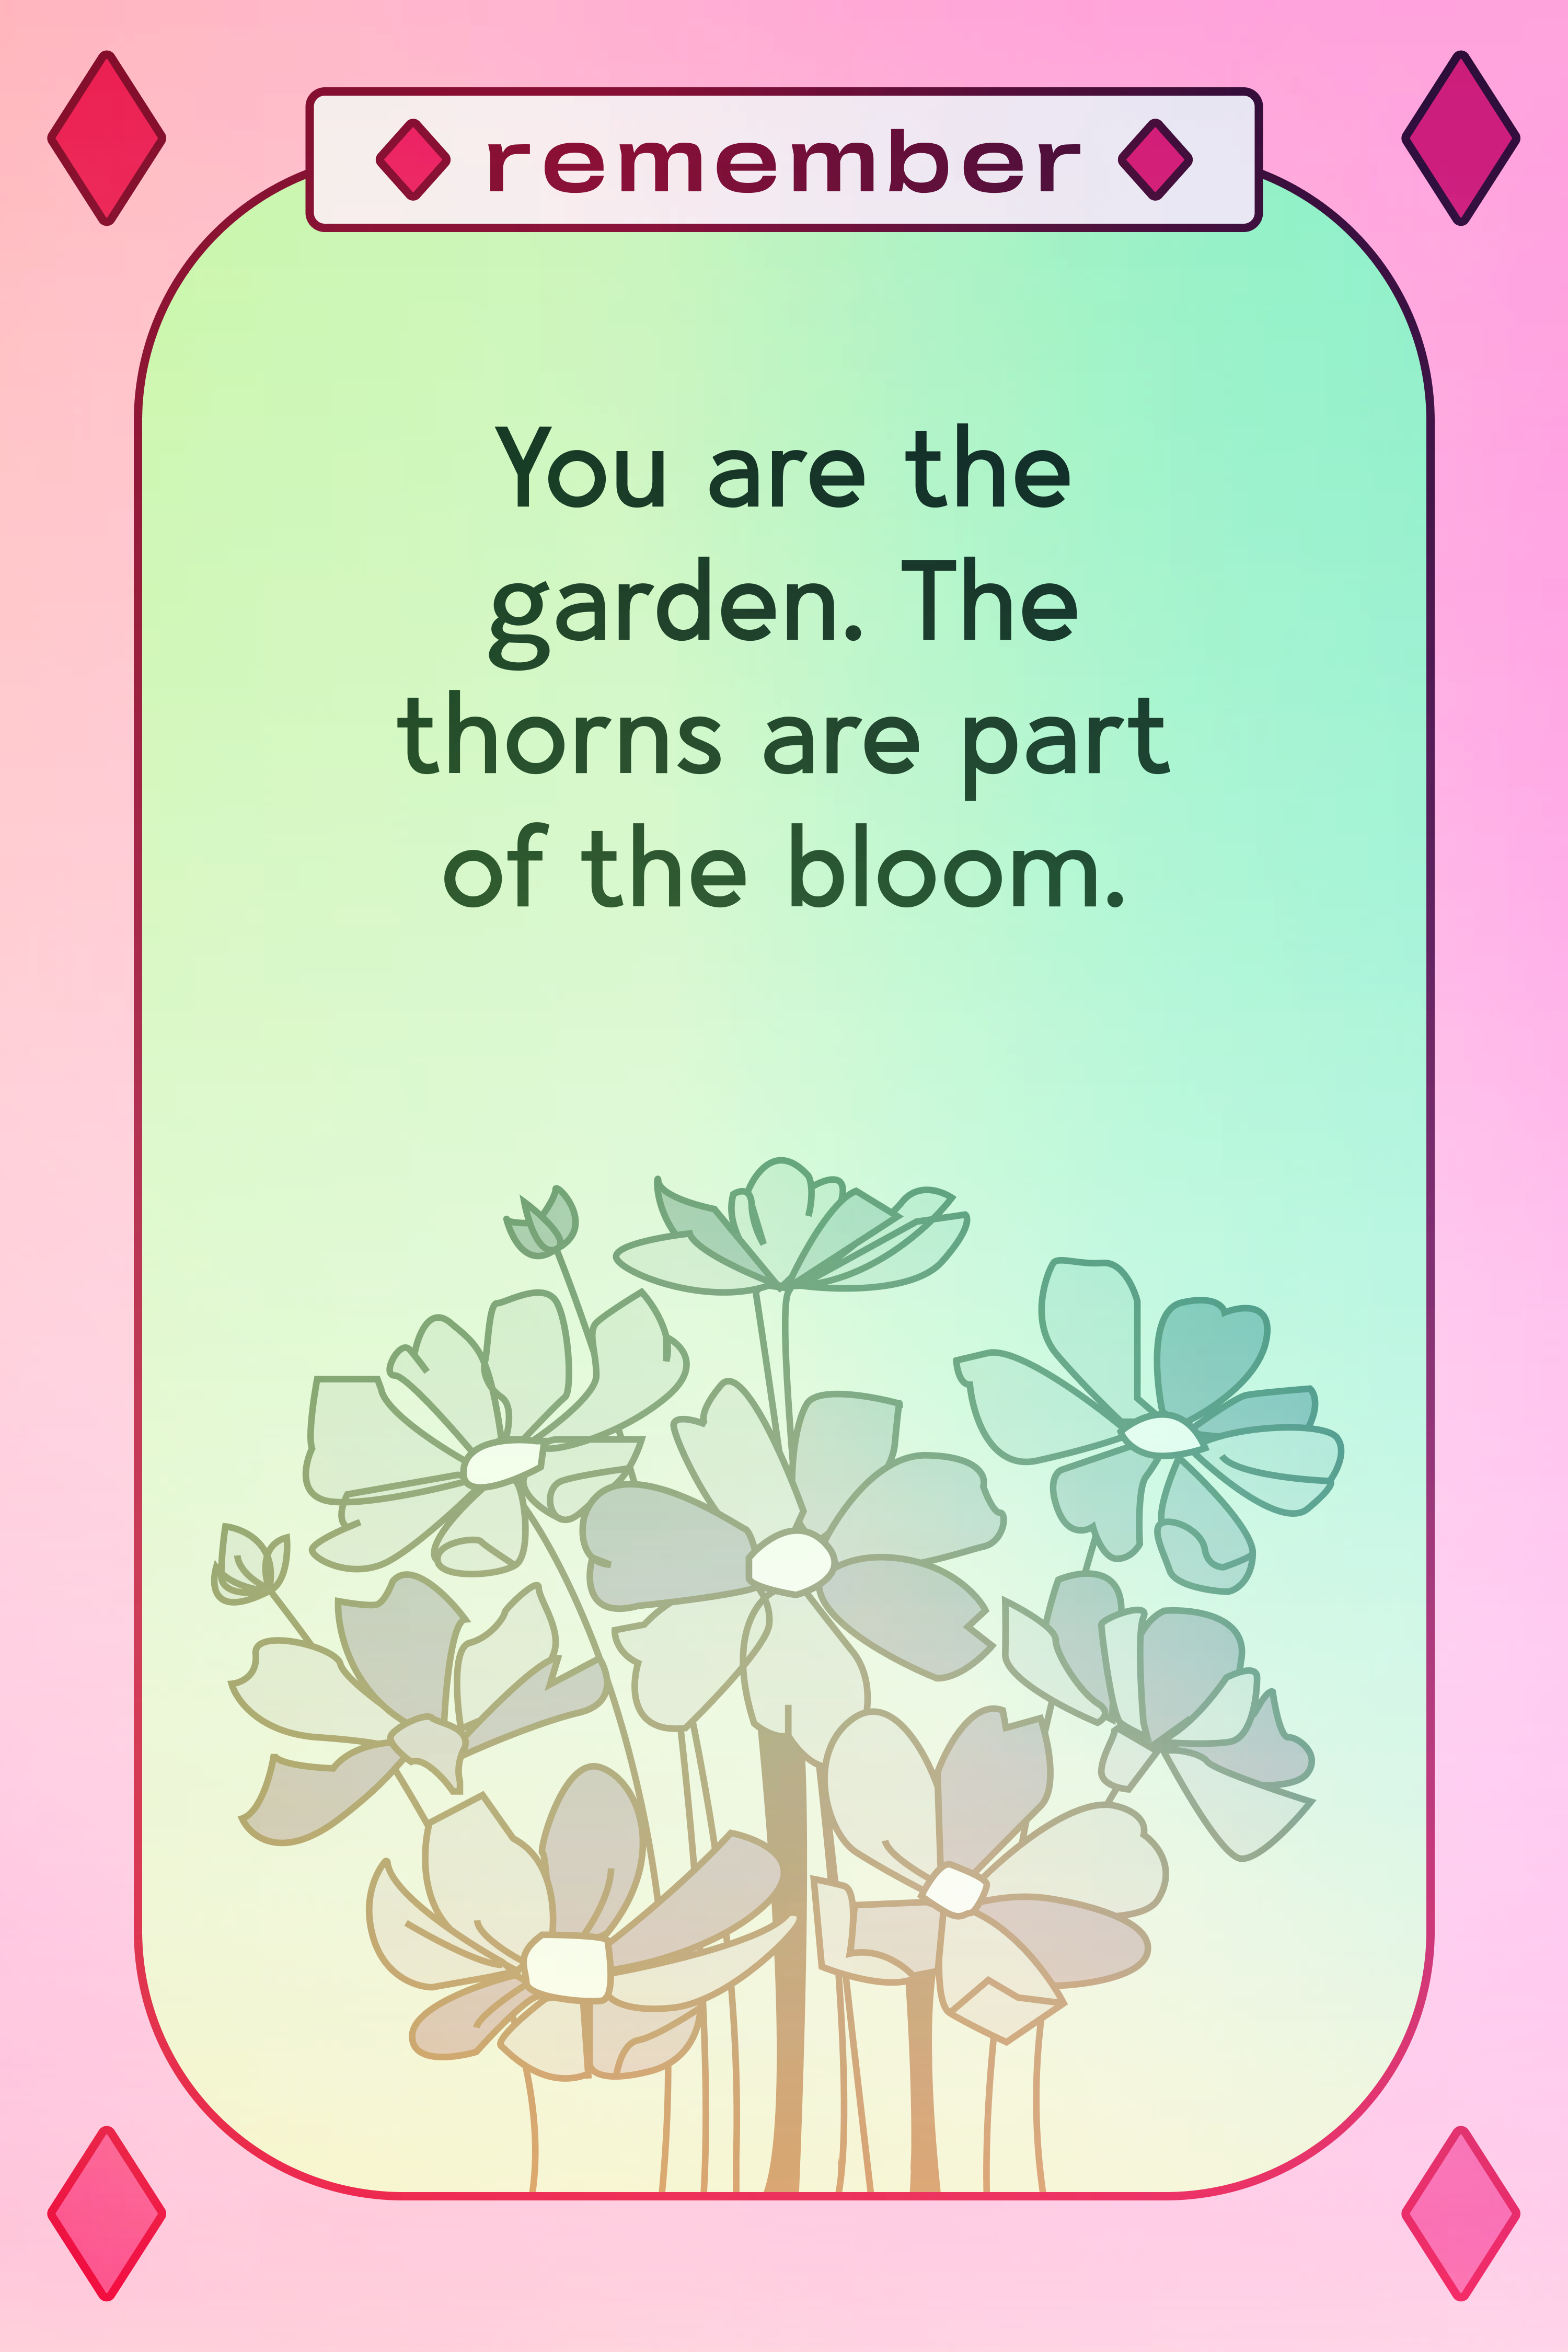 remember
You are the
garden. The
thorns are part
of the bloom.